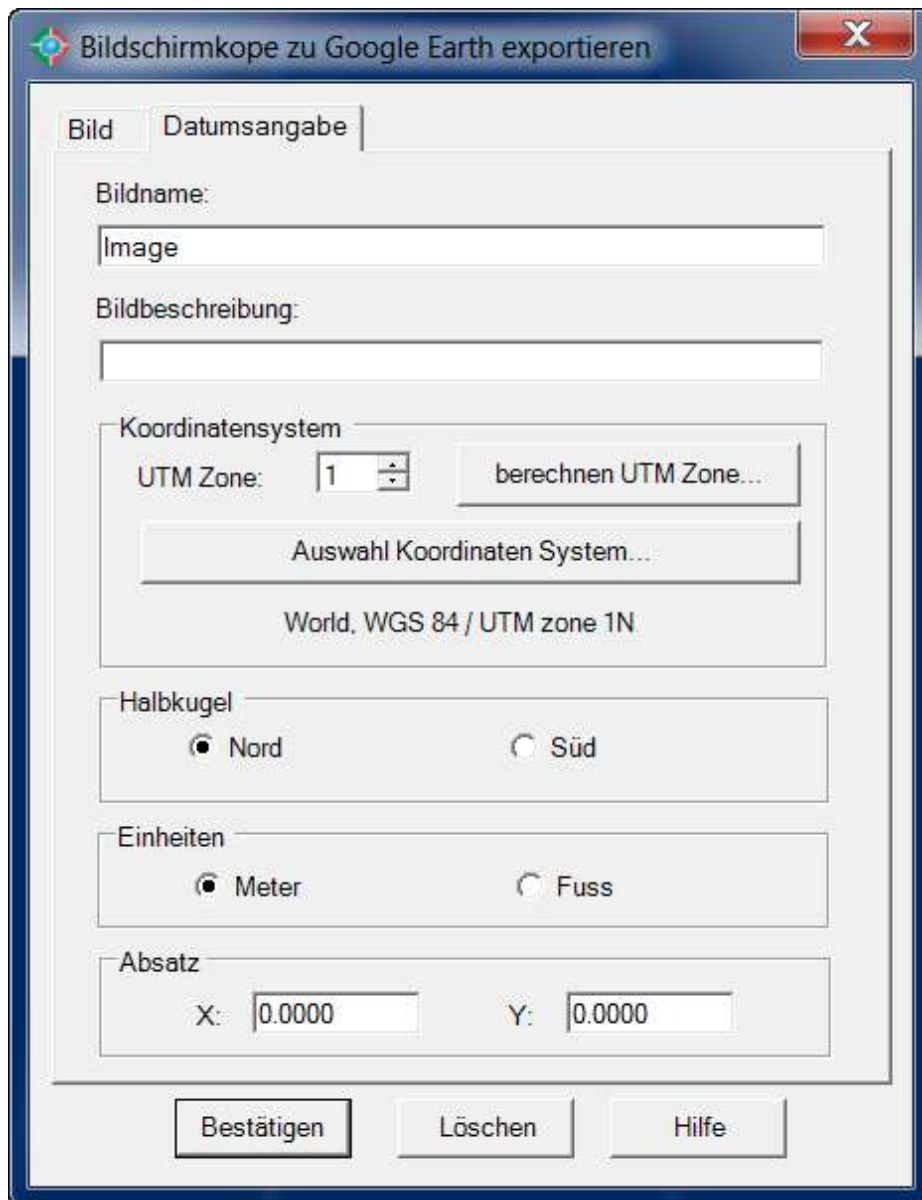 Bildschirmkope zu Google Earth exportieren
Bild Datumsangabe
Bildname:
Image
Bildbeschreibung:
Koordinatensystem
UTM Zone: 1 berechnen UTM Zone...
Auswahl Koordinaten System...
World, WGS 84 / UTM zone 1N
Halbkugel
Nord Süd
Einheiten
Meter Fuss
Absatz
X: 0.0000 Y: 0.0000
Bestätigen Löschen Hilfe